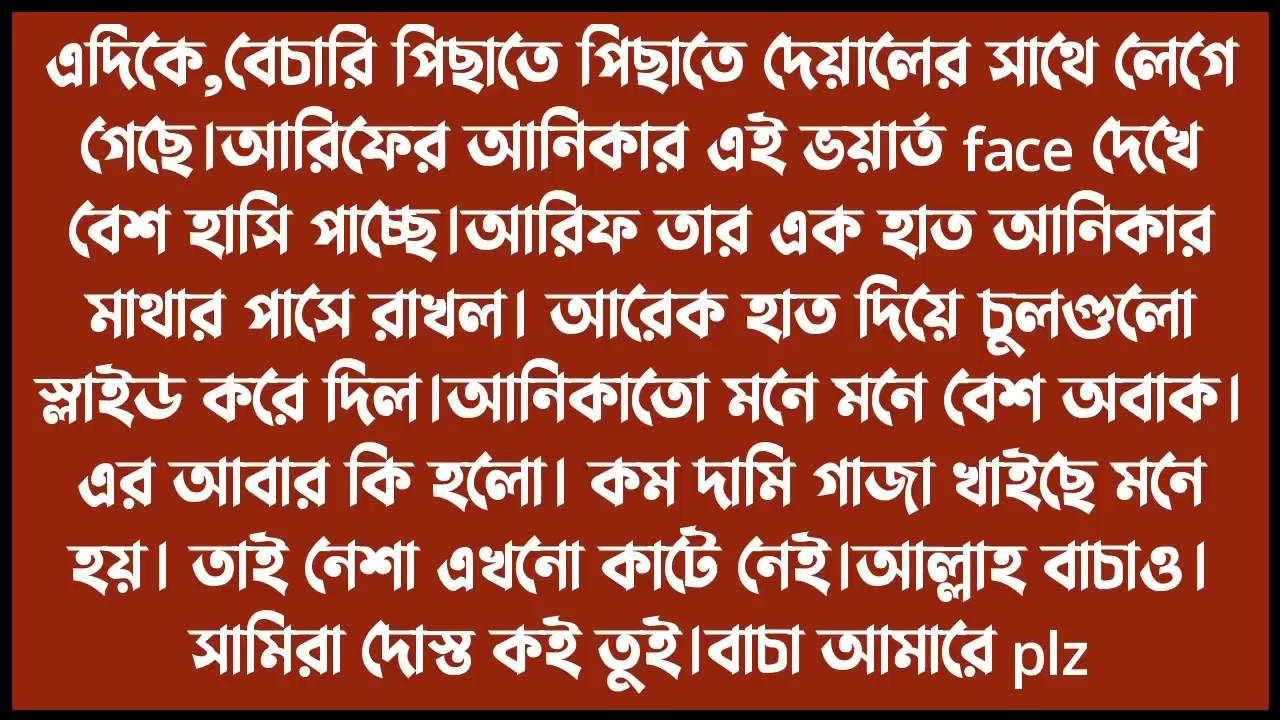 এদিকে,বেচারি পিছাতে পিছাতে দেয়ালের সাথে লেগে
গেছে।আরিফের আনিকার এই ভয়ার্ত face দেখে
বেশ হাসি পাচ্ছে।আরিফ তার এক হাত আনিকার
মাথার পাসে রাখল। আরেক হাত দিয়ে চুলগুলো
স্লাইড করে দিল।আনিকাতো মনে মনে বেশ অবাক।
এর আবার কি হলো। কম দামি গাজা খাইছে মনে
হয়। তাই নেশা এখনো কাটে নেই।আল্লাহ বাচাও।
সামিরা দোস্ত কই তুই।বাচা আমারে plz